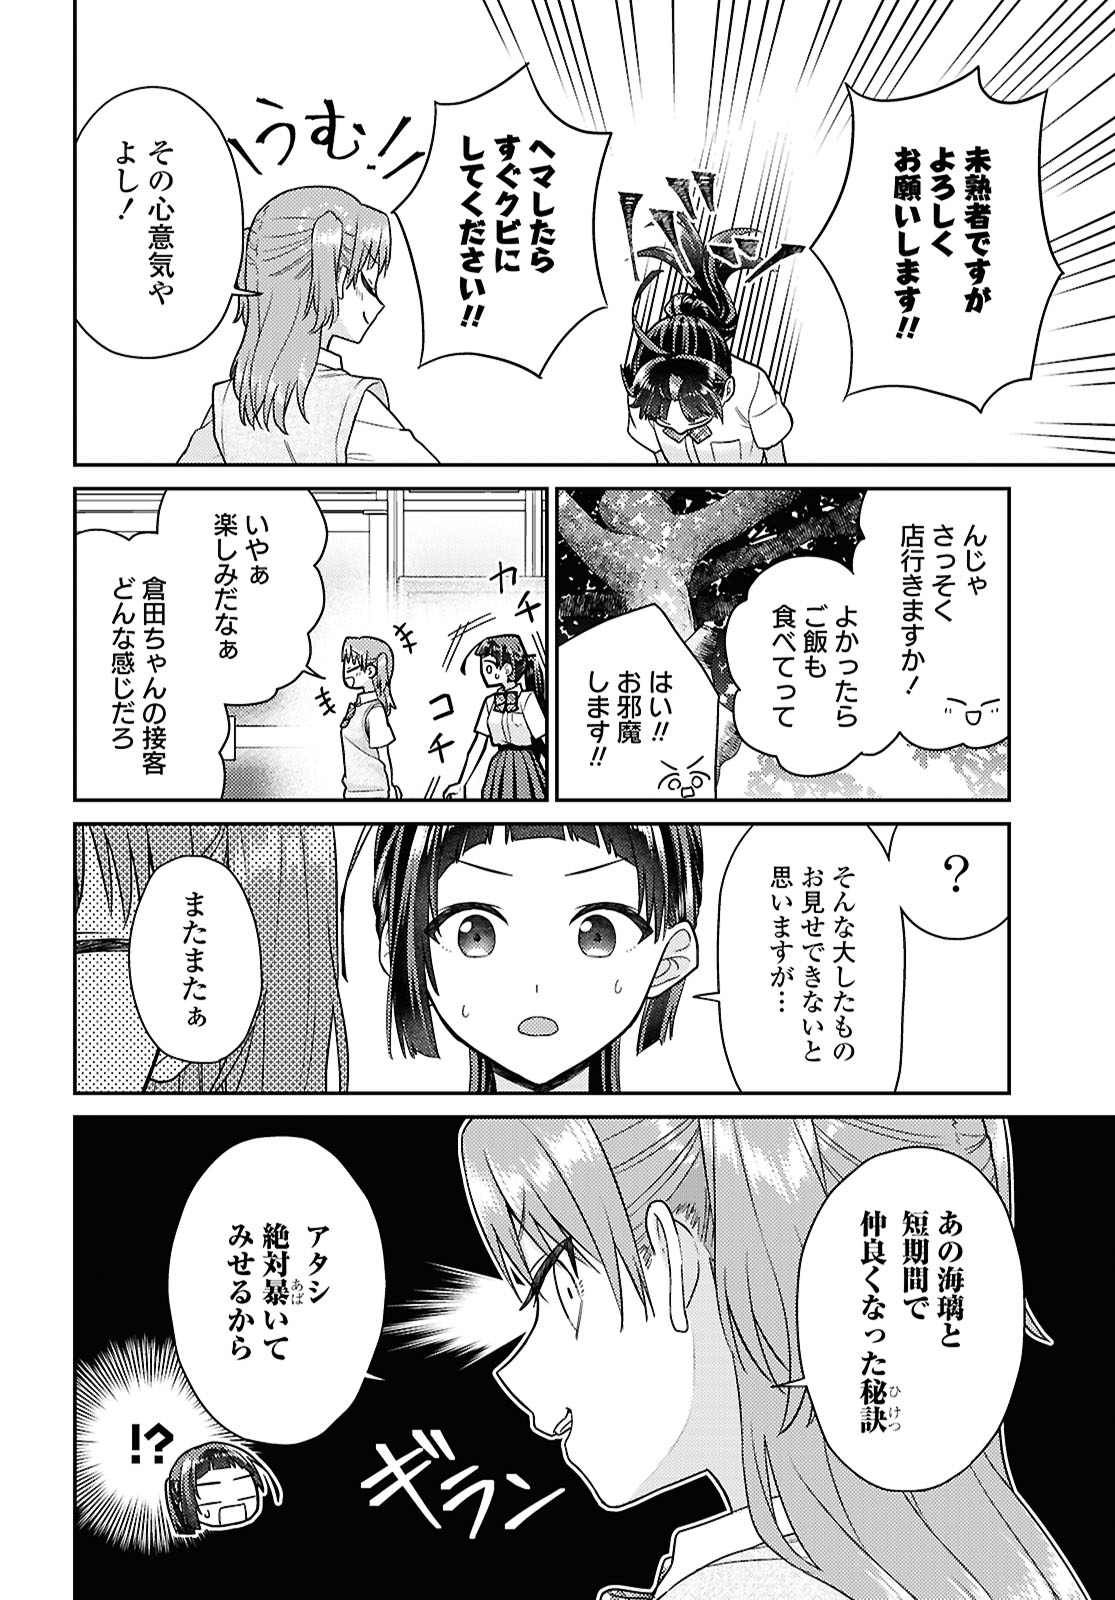 未熟者ですが
よろしく
お願いします!!
ヘマしたら
すぐクビに
してください!!
うむ!
その心意気や
よし!
んじゃ
さっそく
店行きますか!
よかったら
ご飯も
食べてって
はい!!
お邪魔
します!!
カチ
コチ
いやぁ
楽しみだなぁ
倉田ちゃんの接客
どんな感じだろ
?
そんな大したもの
お見せできないと
思いますが…
またまたぁ
あの海璃と
短期間で
仲良くなった秘訣
ひけつ
アタシ
絶対暴いて
あば
みせるから
ギラン
!?